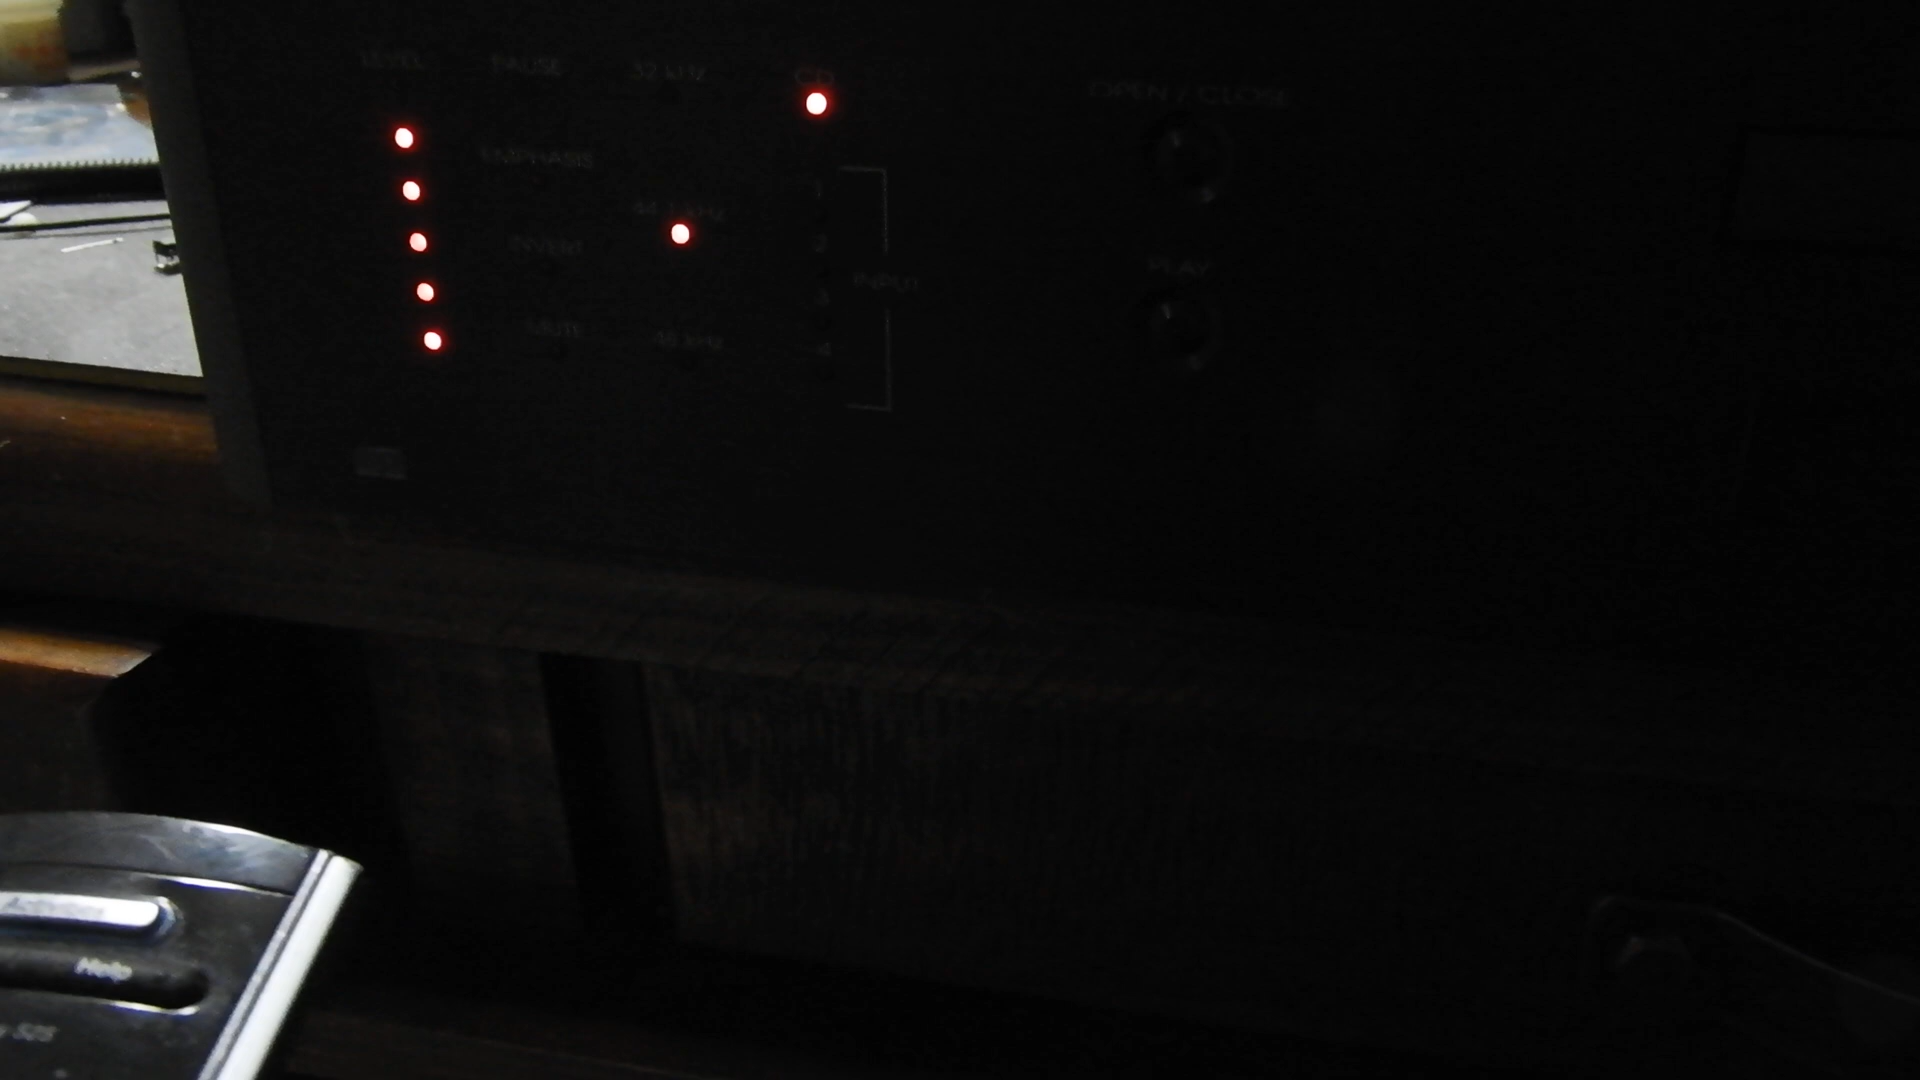 LEVEL PAUSE 32 kHz CD OPEN / CLOSE
EMPHASIS
1
44.1 kHz
INVERT 2
INPUT PLAY
3
MUTE 48 kHz 4
Help